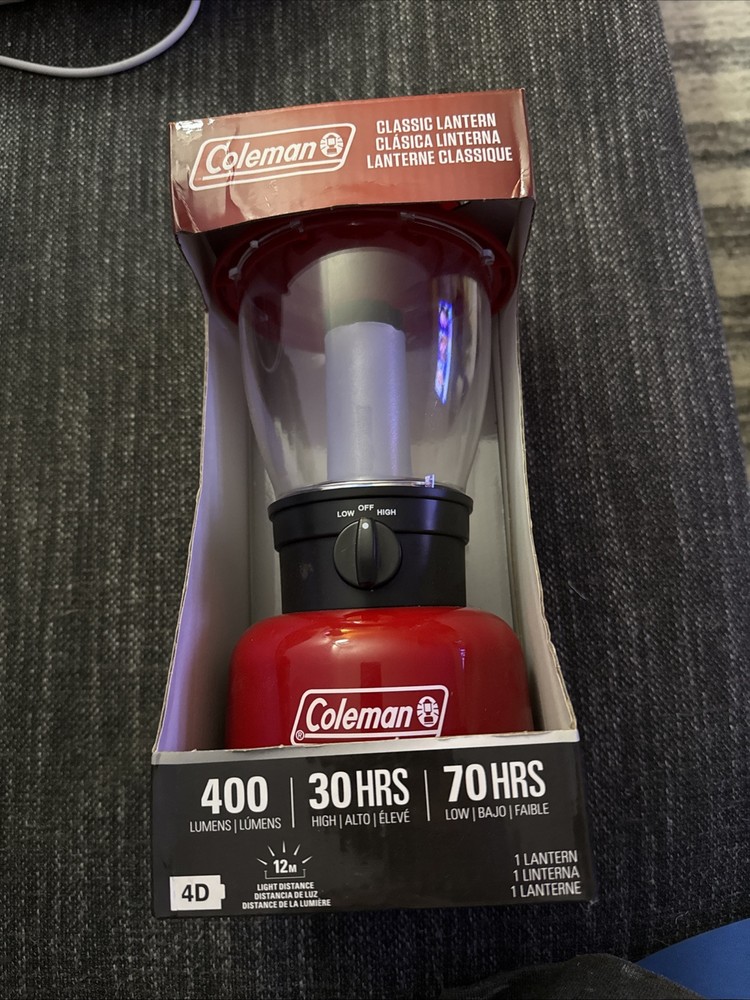 Coleman
CLASSIC LANTERN
CLÁSICA LINTERNA
LANTERNE CLASSIQUE
LOW OFF HIGH
Coleman
®
400
LUMENS | LÚMENS
30 HRS
HIGH | ALTO | ÉLEVÉ
70 HRS
LOW | BAJO | FAIBLE
4D
12M
LIGHT DISTANCE
DISTANCIA DE LUZ
DISTANCE DE LA LUMIÈRE
1 LANTERN
1 LINTERNA
1 LANTERNE